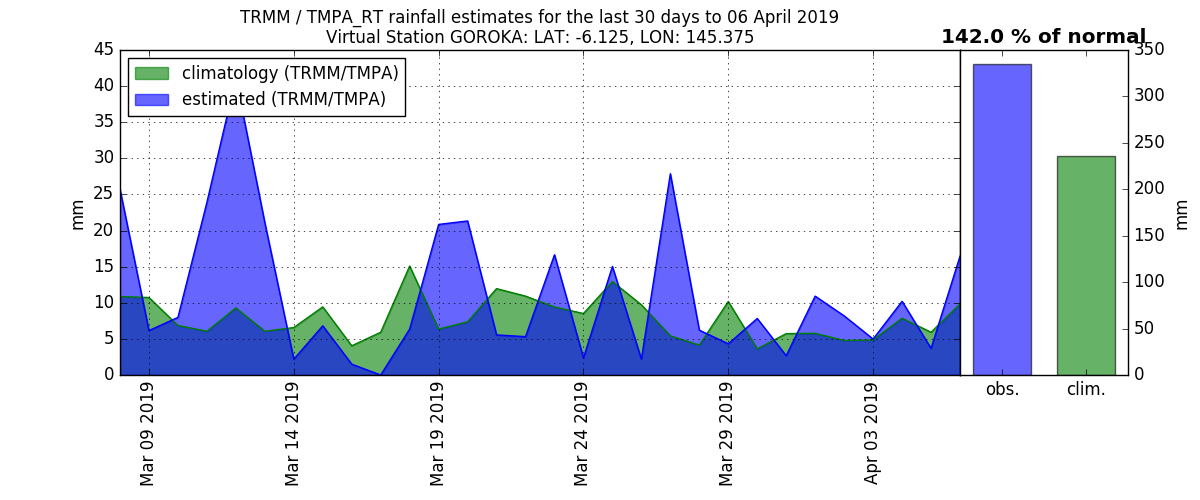 TRMM / TMPA_RT rainfall estimates for the last 30 days to 06 April 2019
Virtual Station GOROKA: LAT: -6.125, LON: 145.375
142.0 % of normal
climatology (TRMM/TMPA)
estimated (TRMM/TMPA)
45
40
35
30
25
20
15
10
5
0
mm
Mar 09 2019
Mar 14 2019
Mar 19 2019
Mar 24 2019
Mar 29 2019
Apr 03 2019
350
300
250
200
150
100
50
0
mm
obs.
clim.